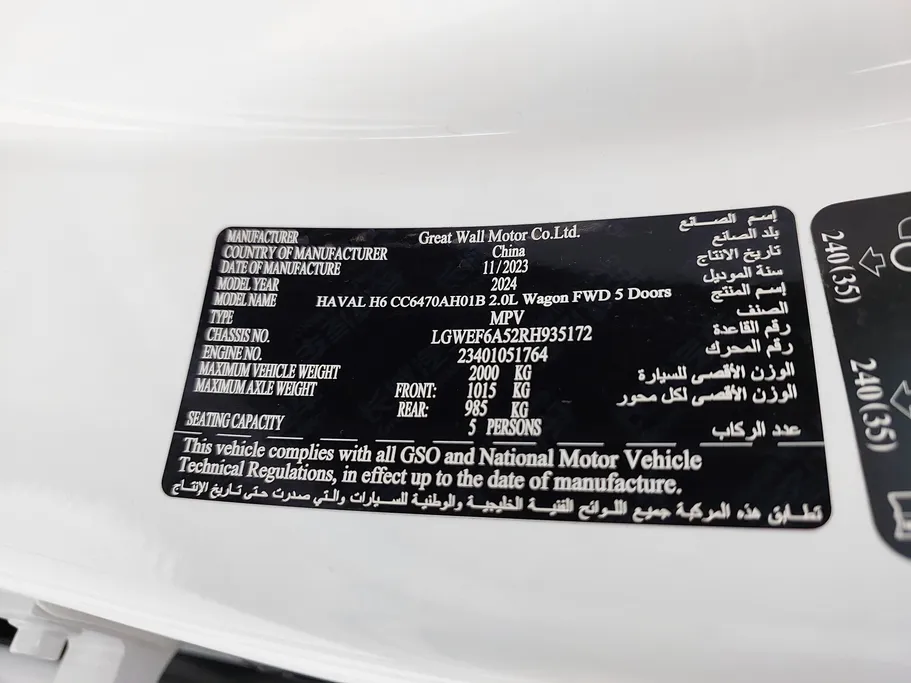 MANUFACTURER Great Wall Motor Co.Ltd. إسم الصانع
COUNTRY OF MANUFACTURER China بلد الصانع
DATE OF MANUFACTURE 11/2023 تاريخ الانتاج
MODEL YEAR 2024 سنة الموديل
MODEL NAME HAVAL H6 CC6470AH01B 2.0L Wagon FWD 5 Doors إسم المنتج
TYPE MPV الصنف
CHASSIS NO. LGWEF6A52RH935172 رقم القاعدة
ENGINE NO. 23401051764 رقم المحرك
MAXIMUM VEHICLE WEIGHT 2000 KG الوزن الأقصى للسيارة
MAXIMUM AXLE WEIGHT FRONT: 1015 KG الوزن الأقصى لكل محور
REAR: 985 KG
SEATING CAPACITY 5 PERSONS عدد الركاب
This vehicle complies with all GSO and National Motor Vehicle
Technical Regulations, in effect up to the date of manufacture.
تطابق هذه المركبة جميع اللوائح الفنية الخليجية والوطنية للسيارات والتي صدرت حتى تاريخ الإنتاج
240(35)
240(35)